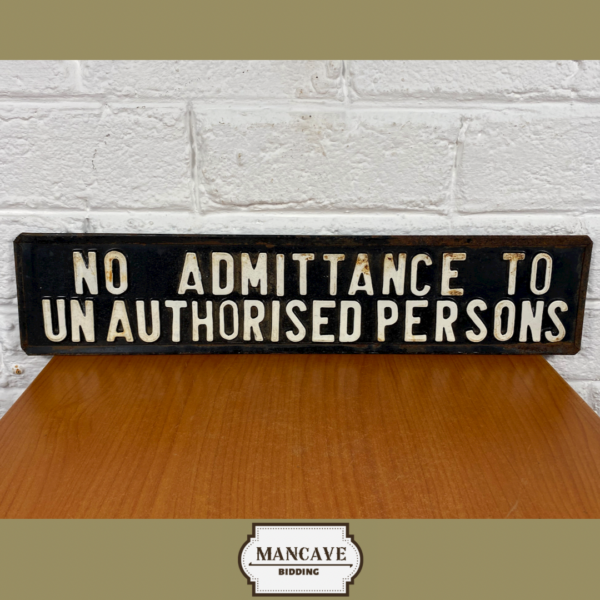 NO ADMITTANCE TO
UNAUTHORISED PERSONS
MANCAVE
BIDDING